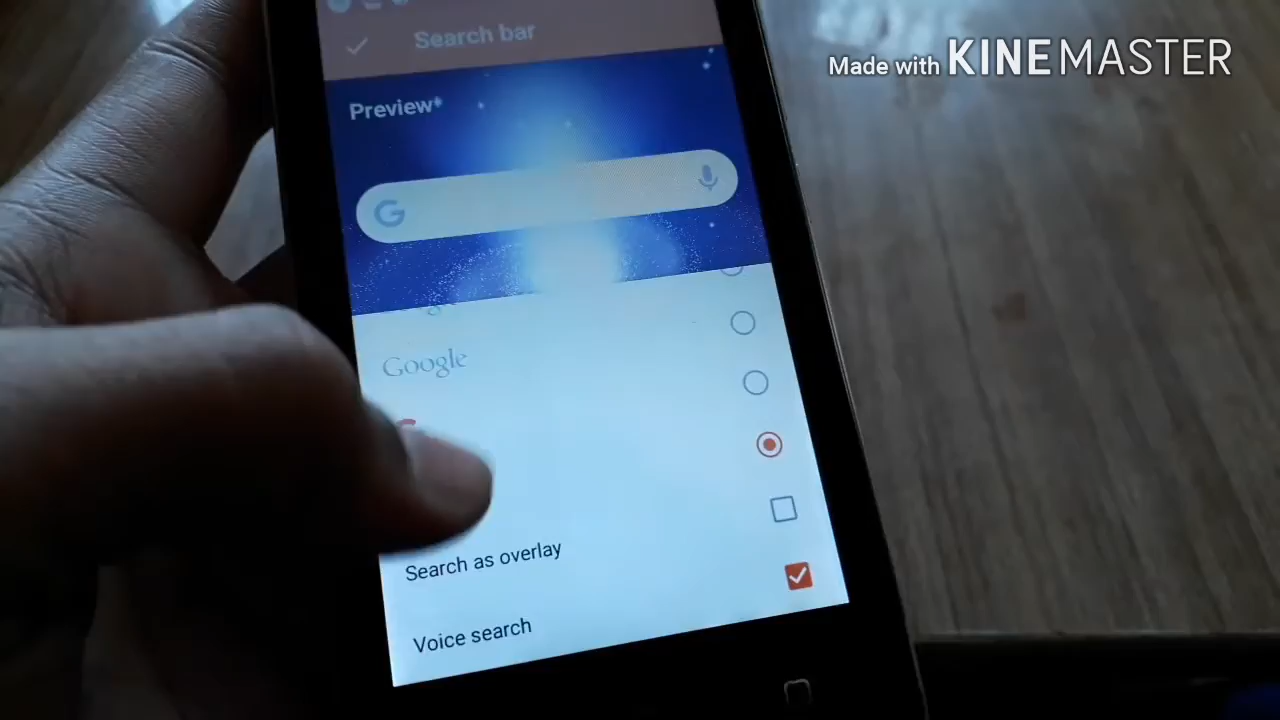 Search bar
Made with KINEMASTER
Preview*
G
Google
Search as overlay
Voice search